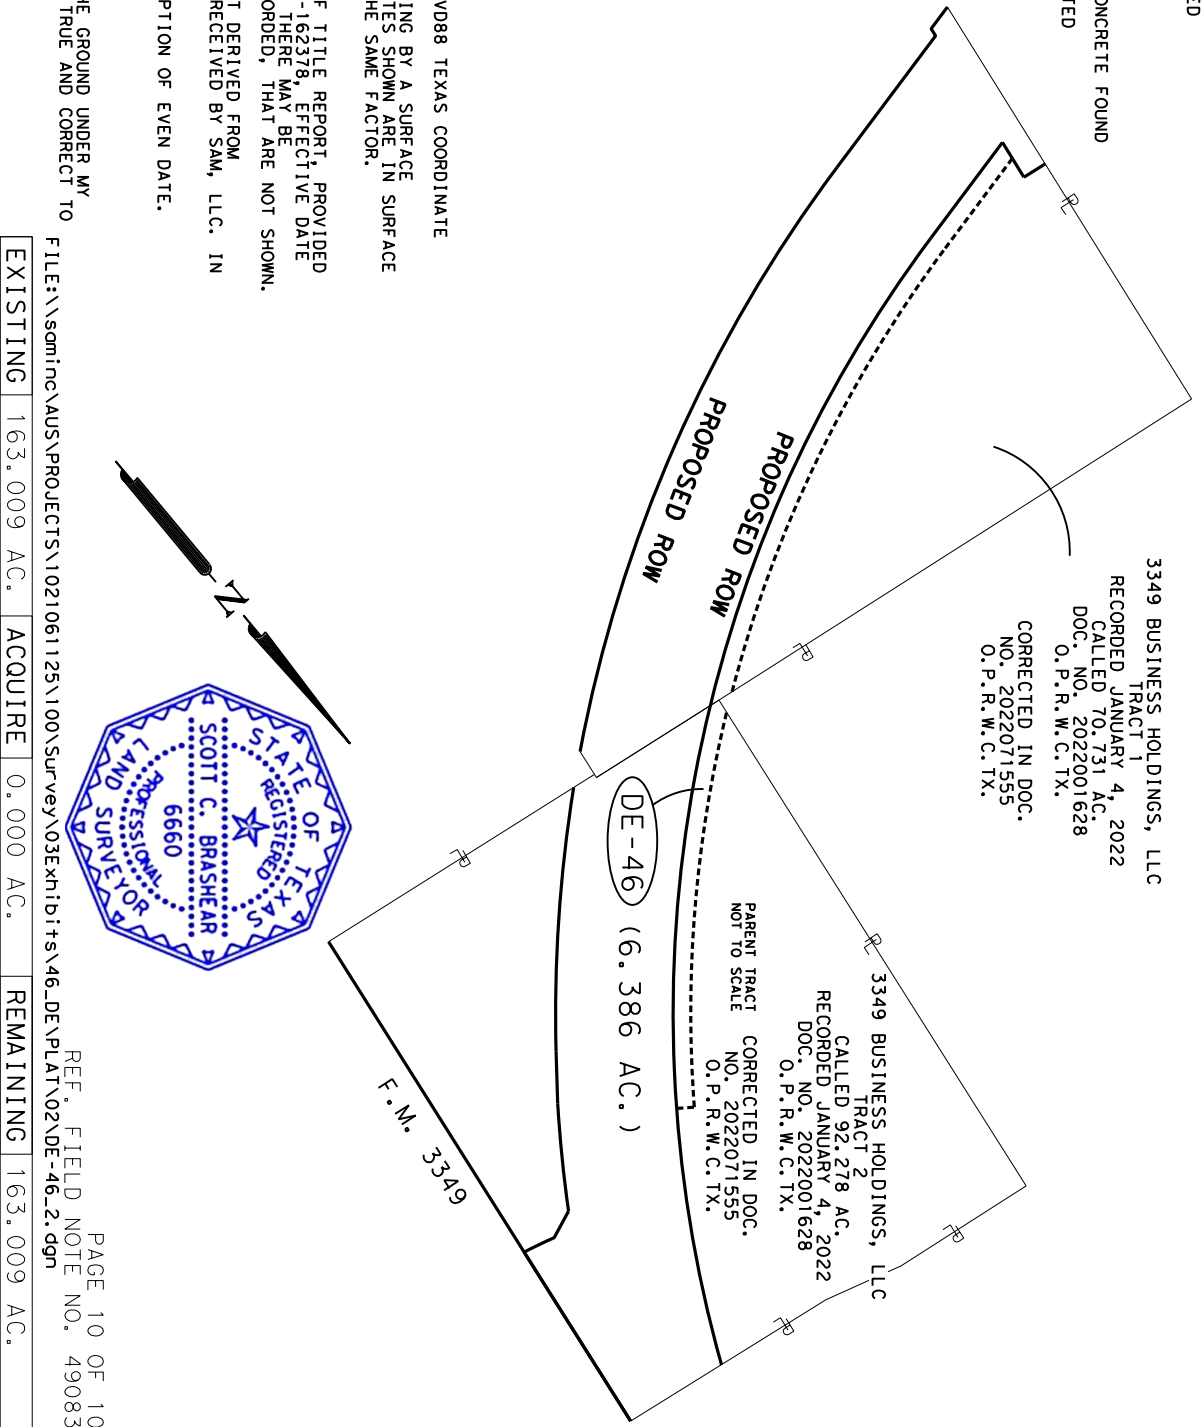 ED
ONCRETE FOUND
TED
3349 BUSINESS HOLDINGS, LLC
TRACT 1
RECORDED JANUARY 4, 2022
CALLED 70.731 AC.
DOC. NO. 2022001628
O.P.R.W.C.TX.
CORRECTED IN DOC.
NO. 2022071555
O.P.R.W.C.TX.
3349 BUSINESS HOLDINGS, LLC
TRACT 2
CALLED 92.278 AC.
RECORDED JANUARY 4, 2022
DOC. NO. 2022001628
O.P.R.W.C.TX.
CORRECTED IN DOC.
NO. 2022071555
O.P.R.W.C.TX.
PARENT TRACT
NOT TO SCALE
PROPOSED ROW
PROPOSED ROW
DE-46 (6.386 AC.)
F.M. 3349
VD88 TEXAS COORDINATE
ING BY A SURFACE
TES SHOWN ARE IN SURFACE
HE SAME FACTOR.
F TITLE REPORT, PROVIDED
-162378, EFFECTIVE DATE
THERE MAY BE
ORDED, THAT ARE NOT SHOWN.
T DERIVED FROM
RECEIVED BY SAM, LLC. IN
PTION OF EVEN DATE.
HE GROUND UNDER MY
TRUE AND CORRECT TO
N
STATE OF TEXAS
REGISTERED
SCOTT C. BRASHEAR
6660
PROFESSIONAL
LAND SURVEYOR
PAGE 10 OF 10
REF. FIELD NOTE NO. 49083
FILE:\\saminc\AUS\PROJECTS\1021061125\100\Survey\03Exhibits\46_DE\PLAT\02\DE-46_2.dgn
EXISTING 163.009 AC. ACQUIRE 0.000 AC. REMAINING 163.009 AC.